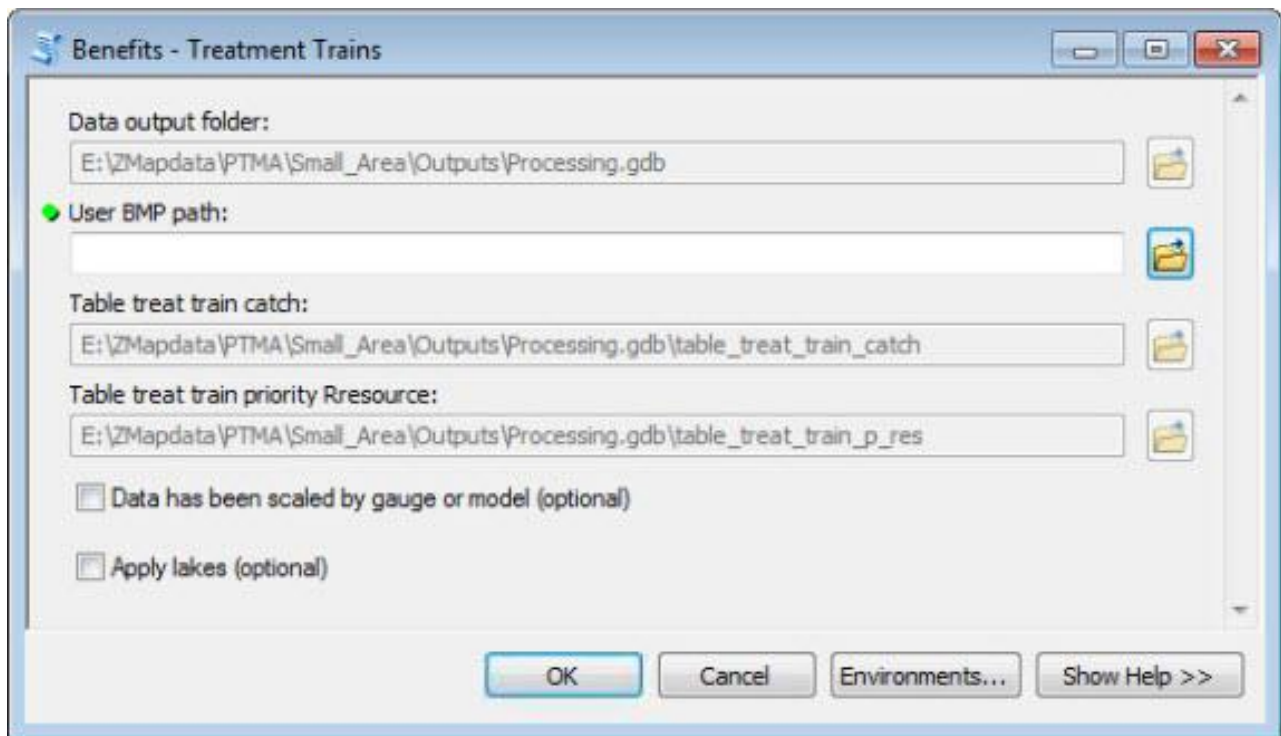 Benefits - Treatment Trains
Data output folder:
E:\ZMapdata\PTMA\Small_Area\Outputs\Processing.gdb
User BMP path:
Table treat train catch:
E:\ZMapdata\PTMA\Small_Area\Outputs\Processing.gdb\table_treat_train_catch
Table treat train priority Rresource:
E:\ZMapdata\PTMA\Small_Area\Outputs\Processing.gdb\table_treat_train_p_res
Data has been scaled by gauge or model (optional)
Apply lakes (optional)
OK Cancel Environments... Show Help >>